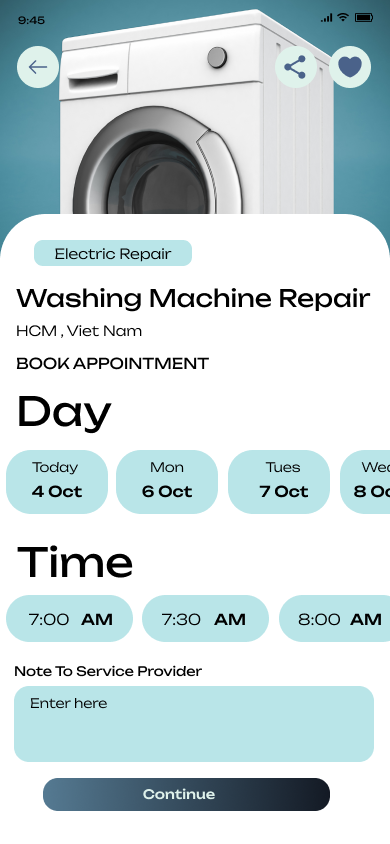 9:45
Electric Repair
Washing Machine Repair
HCM , Viet Nam
BOOK APPOINTMENT
Day
Today Mon Tues Wed
4 Oct 6 Oct 7 Oct 8 Oc
Time
7:00 AM 7:30 AM 8:00 AM
Note To Service Provider
Enter here
Continue